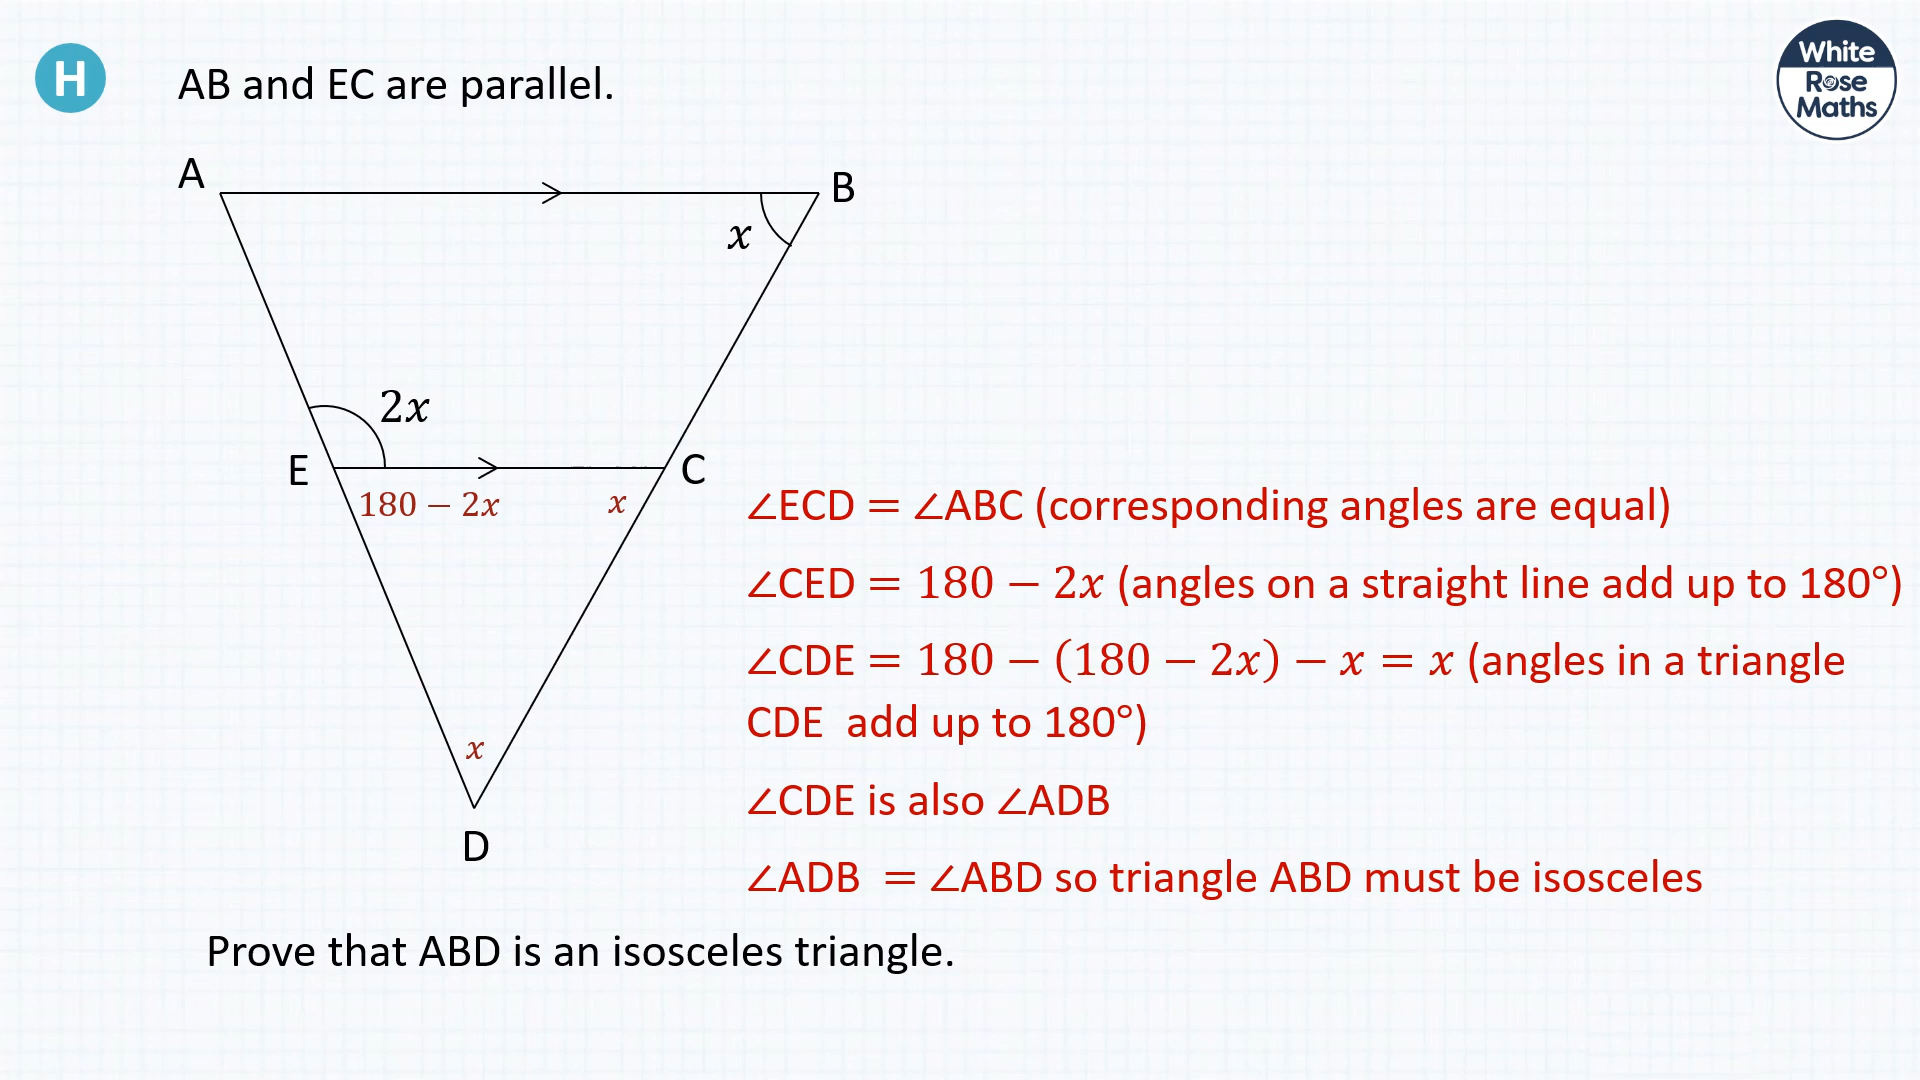 H
AB and EC are parallel.
White
Rose
Maths
A
B
x
2x
E
C
180 − 2x
x
∠ECD = ∠ABC (corresponding angles are equal)
∠CED = 180 − 2x (angles on a straight line add up to 180°)
∠CDE = 180 − (180 − 2x) − x = x (angles in a triangle
CDE add up to 180°)
x
∠CDE is also ∠ADB
D
∠ADB = ∠ABD so triangle ABD must be isosceles
Prove that ABD is an isosceles triangle.